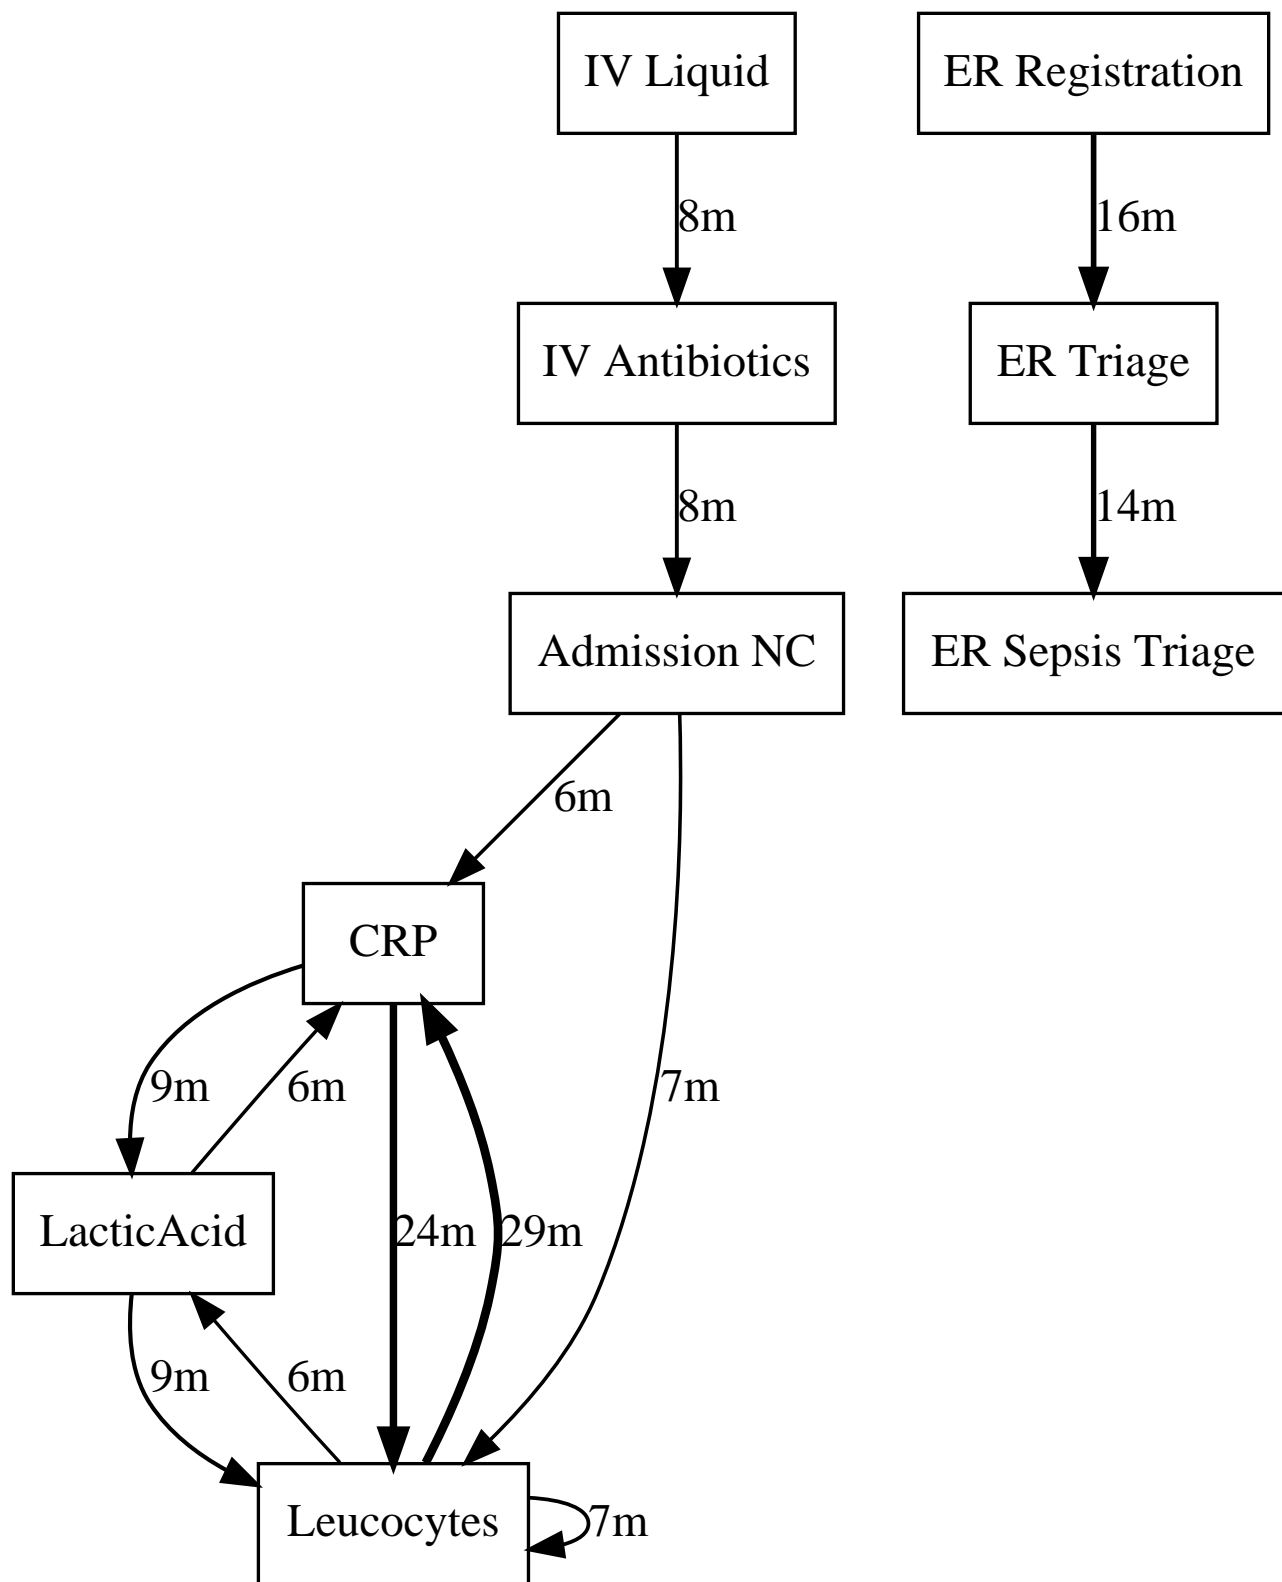 IV Liquid
ER Registration
8m
16m
IV Antibiotics
ER Triage
8m
14m
Admission NC
ER Sepsis Triage
6m
CRP
9m
6m
7m
LacticAcid
24m
29m
9m
6m
Leucocytes
7m